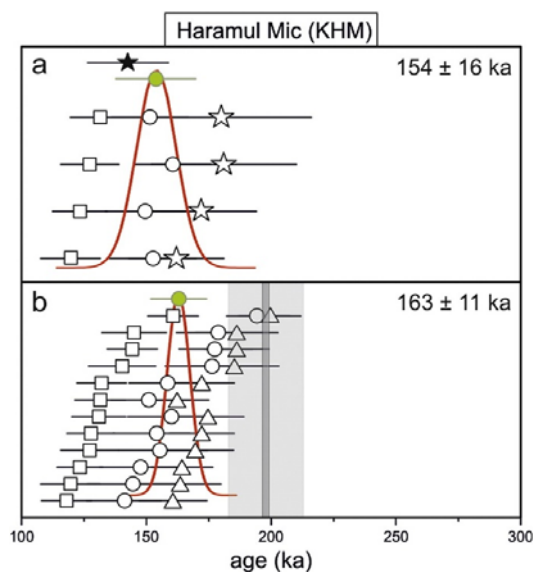 Haramul Mic (KHM)
a
154 ± 16 ka
b
163 ± 11 ka
100 150 200 250 300
age (ka)